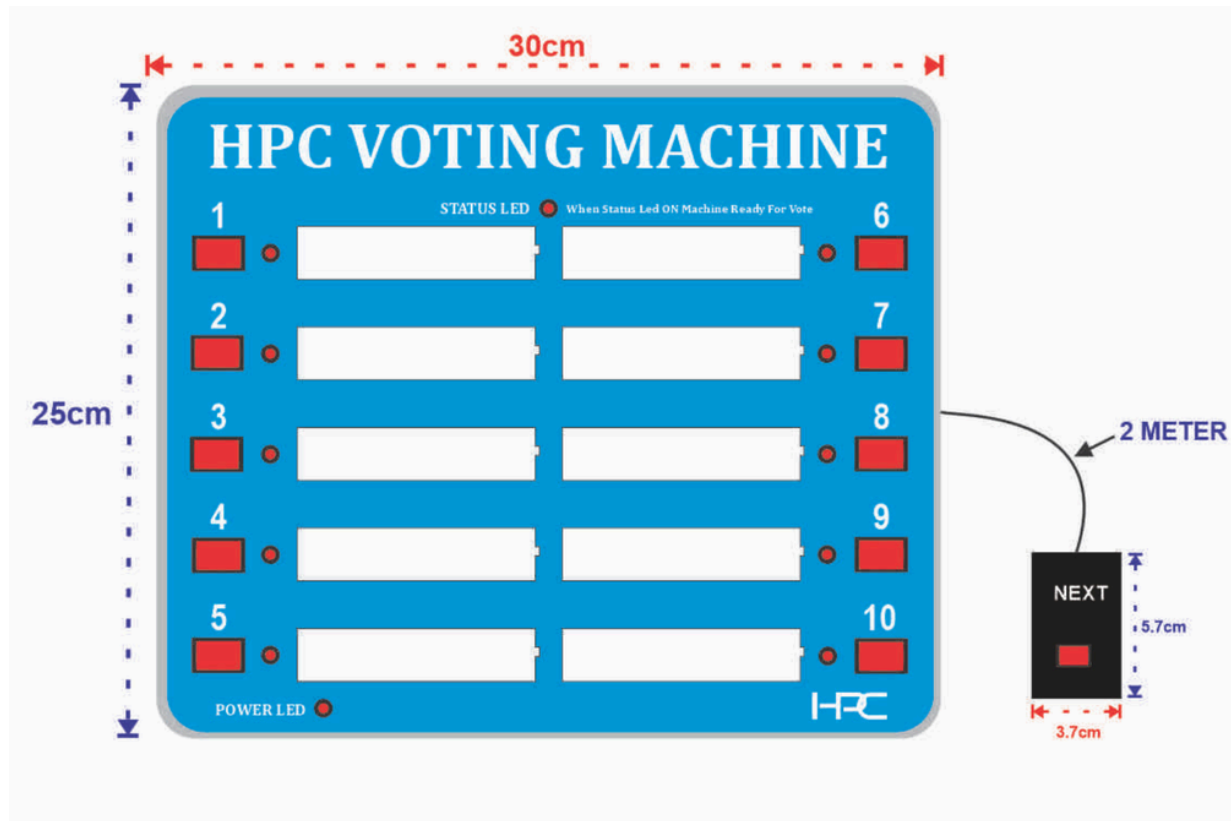 30cm
HPC VOTING MACHINE
STATUS LED When Status Led ON Machine Ready For Vote
1 6
2 7
25cm
3 8
2 METER
4 9
NEXT
5 10
5.7cm
POWER LED HPC
3.7cm